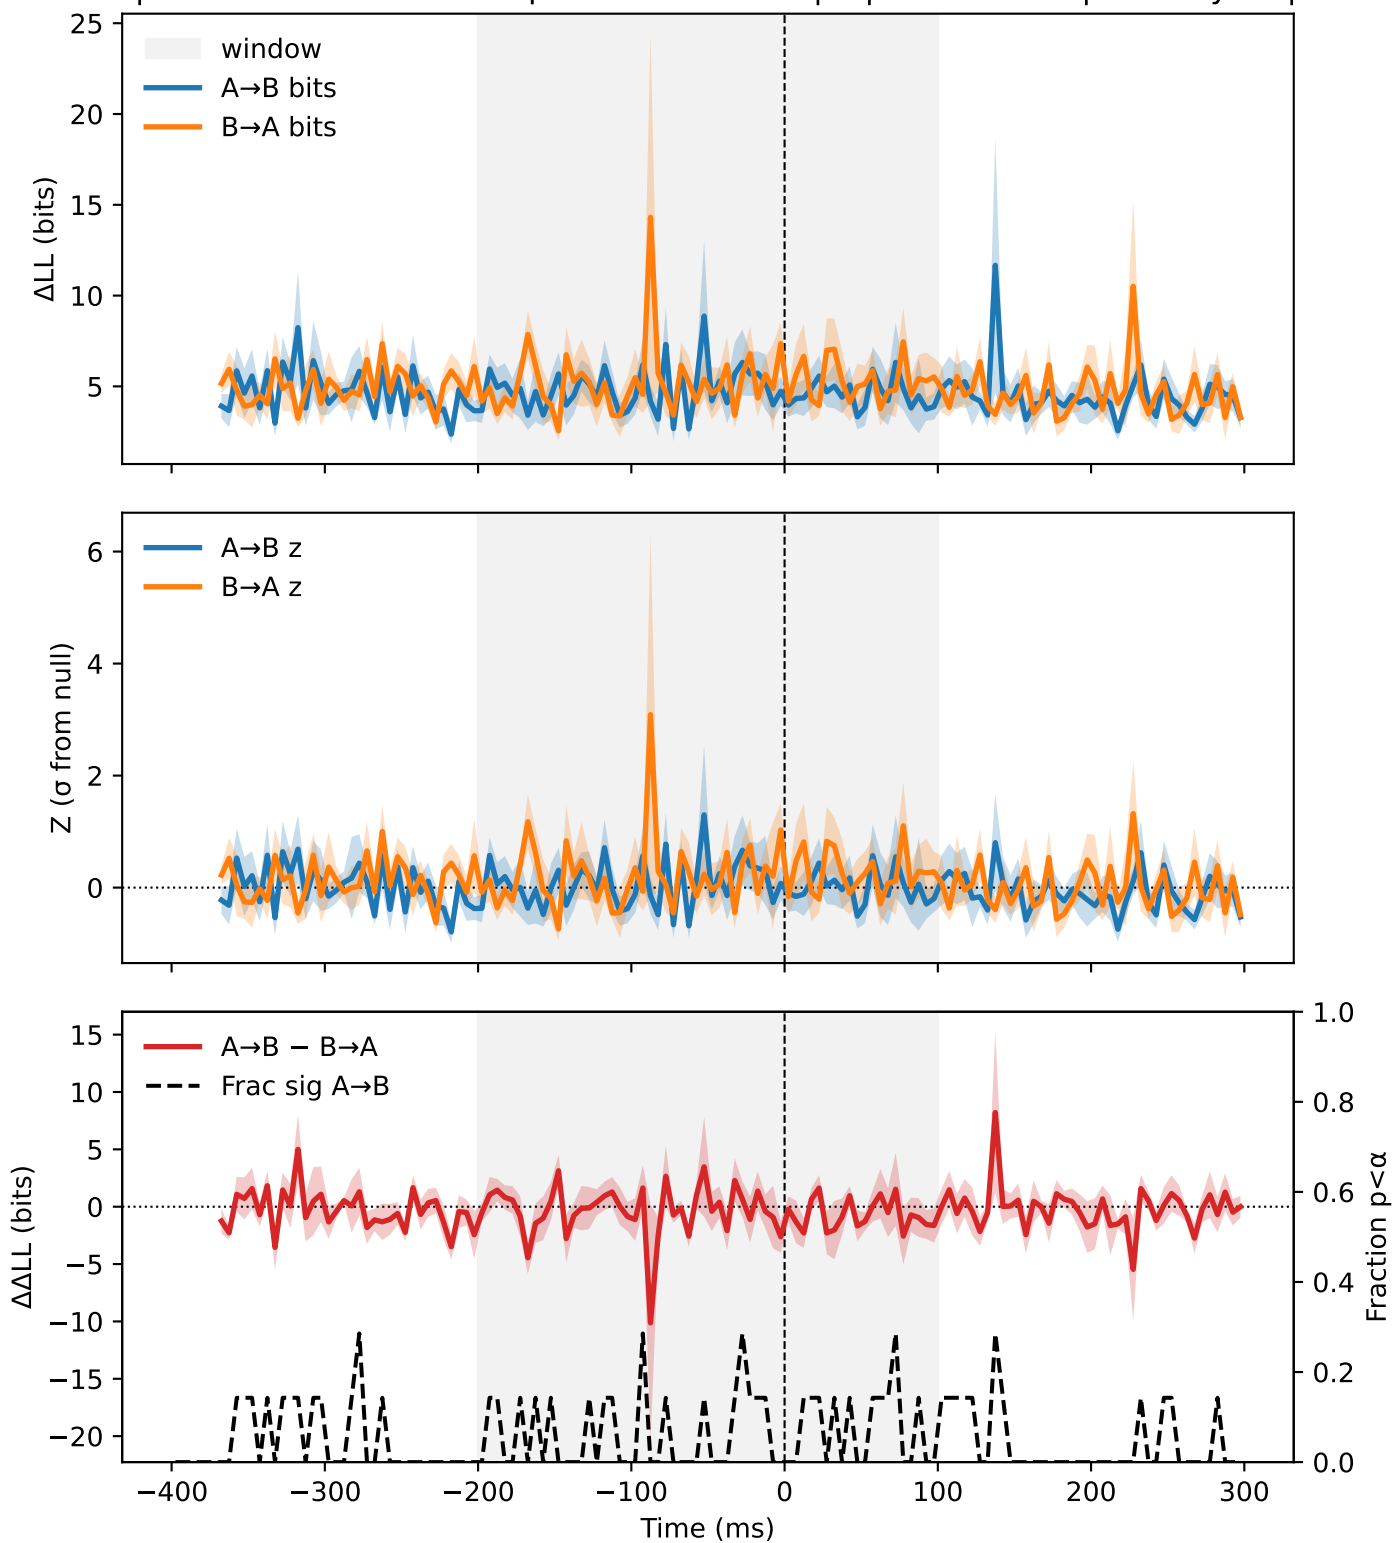 25
20
15
10
5
ΔLL (bits)
window
A→B bits
B→A bits
6
4
2
0
Z (σ from null)
A→B z
B→A z
15
10
5
0
−5
−10
−15
−20
ΔΔLL (bits)
A→B − B→A
Frac sig A→B
1.0
0.8
0.6
0.4
0.2
0.0
Fraction p<α
−400 −300 −200 −100 0 100 200 300
Time (ms)